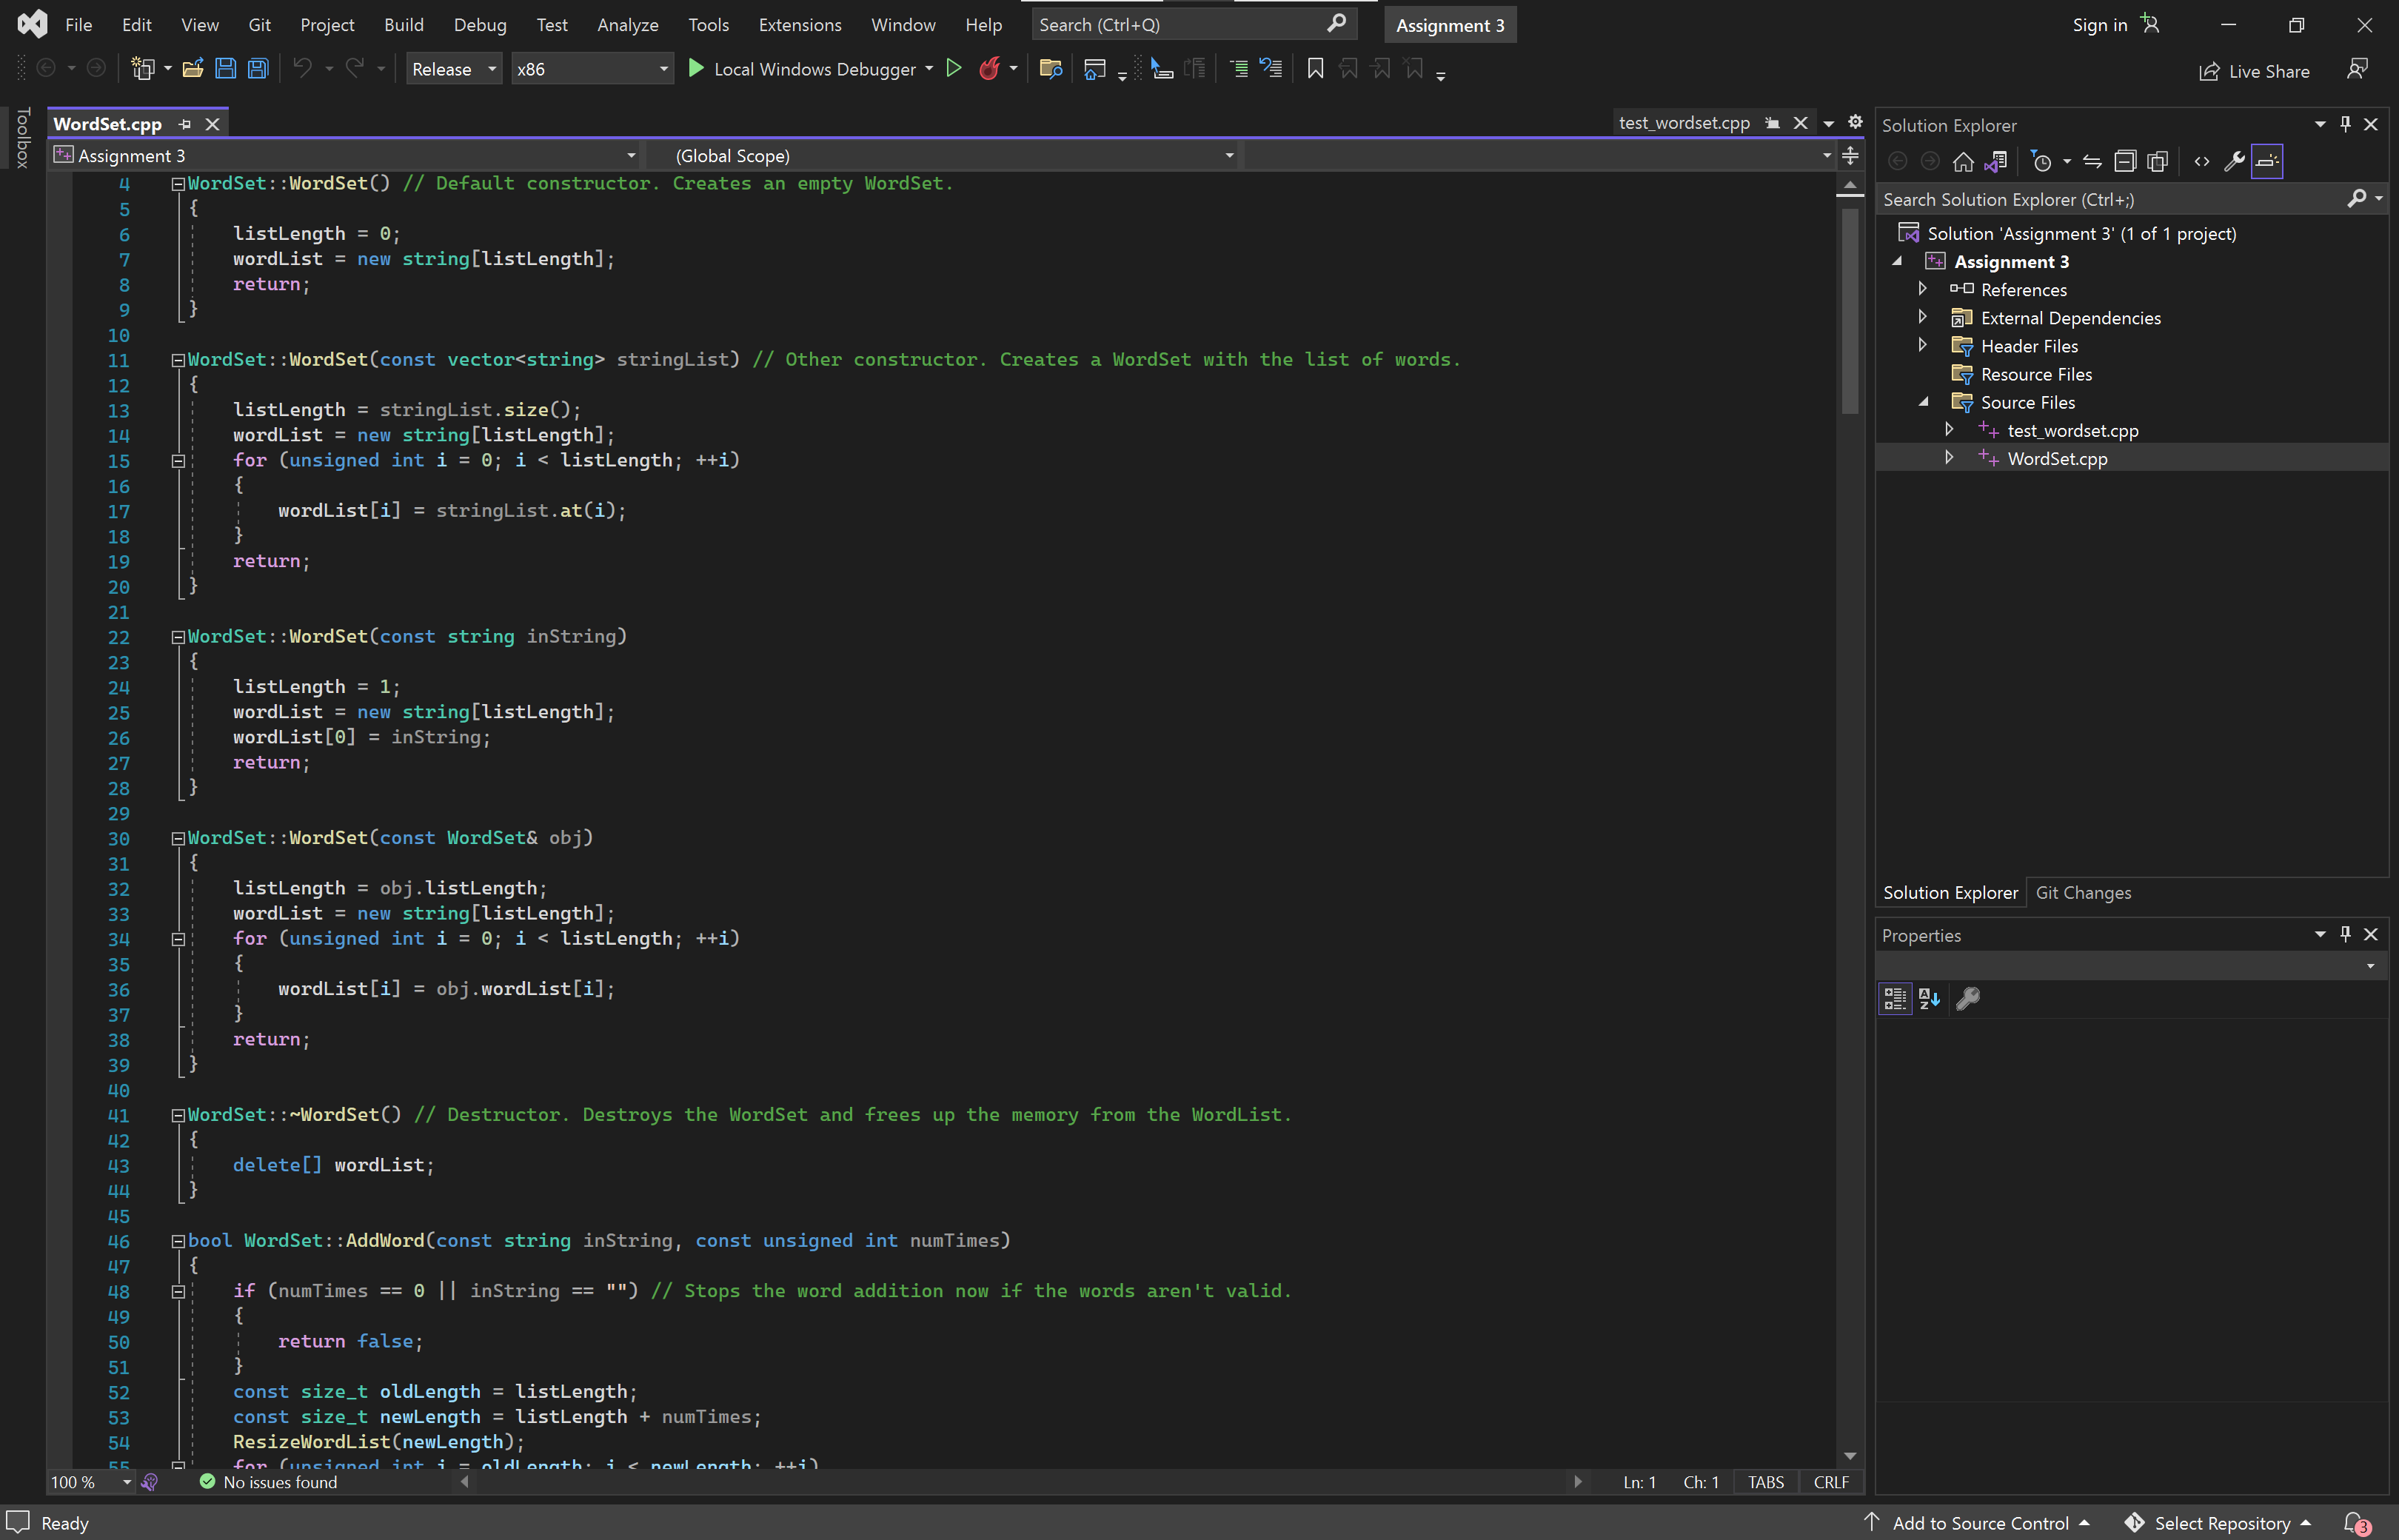 File Edit View Git Project Build Debug Test Analyze Tools Extensions Window Help Search (Ctrl+Q) Assignment 3 Sign in
Release x86 Local Windows Debugger Live Share
Toolbox
WordSet.cpp test_wordset.cpp
Assignment 3 (Global Scope)
4 WordSet::WordSet() // Default constructor. Creates an empty WordSet.
5 {
6 listLength = 0;
7 wordList = new string[listLength];
8 return;
9 }
10
11 WordSet::WordSet(const vector<string> stringList) // Other constructor. Creates a WordSet with the list of words.
12 {
13 listLength = stringList.size();
14 wordList = new string[listLength];
15 for (unsigned int i = 0; i < listLength; ++i)
16 {
17 wordList[i] = stringList.at(i);
18 }
19 return;
20 }
21
22 WordSet::WordSet(const string inString)
23 {
24 listLength = 1;
25 wordList = new string[listLength];
26 wordList[0] = inString;
27 return;
28 }
29
30 WordSet::WordSet(const WordSet& obj)
31 {
32 listLength = obj.listLength;
33 wordList = new string[listLength];
34 for (unsigned int i = 0; i < listLength; ++i)
35 {
36 wordList[i] = obj.wordList[i];
37 }
38 return;
39 }
40
41 WordSet::~WordSet() // Destructor. Destroys the WordSet and frees up the memory from the WordList.
42 {
43 delete[] wordList;
44 }
45
46 bool WordSet::AddWord(const string inString, const unsigned int numTimes)
47 {
48 if (numTimes == 0 || inString == "") // Stops the word addition now if the words aren't valid.
49 {
50 return false;
51 }
52 const size_t oldLength = listLength;
53 const size_t newLength = listLength + numTimes;
54 ResizeWordList(newLength);
55 for (unsigned int i = oldLength; i < newLength; ++i)
100 % No issues found Ln: 1 Ch: 1 TABS CRLF
Solution Explorer
Search Solution Explorer (Ctrl+;)
Solution 'Assignment 3' (1 of 1 project)
Assignment 3
References
External Dependencies
Header Files
Resource Files
Source Files
test_wordset.cpp
WordSet.cpp
Solution Explorer Git Changes
Properties
Ready Add to Source Control Select Repository 3